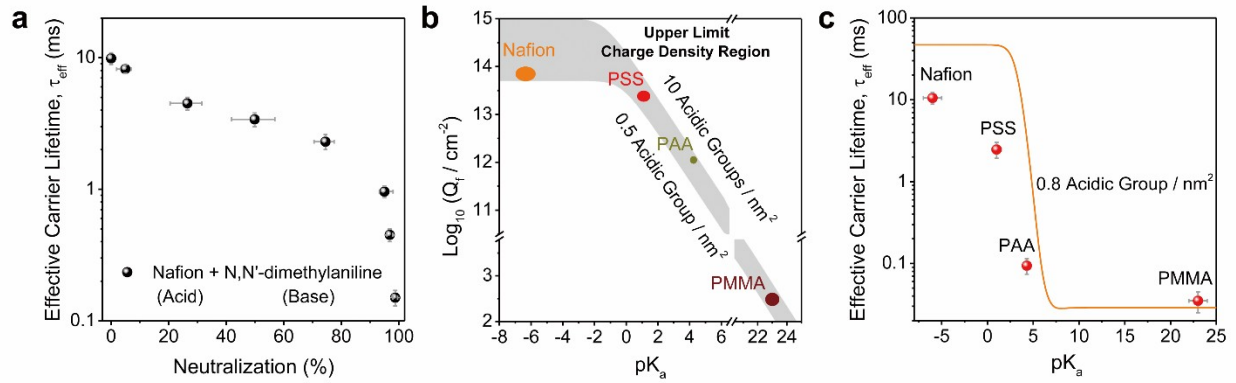 a
Effective Carrier Lifetime, τeff (ms)
10
1
0.1
Nafion + N,N'-dimethylaniline
(Acid) (Base)
0 20 40 60 80 100
Neutralization (%)
b
Log10 (Qf / cm-2)
15
14
13
12
11
3
2
Upper Limit
Charge Density Region
Nafion
PSS
PAA
PMMA
10 Acidic Groups / nm2
0.5 Acidic Group / nm2
-8 -6 -4 -2 0 2 4 6 22 24
pKa
c
Effective Carrier Lifetime, τeff (ms)
100
10
1
0.1
Nafion
PSS
0.8 Acidic Group / nm2
PAA
PMMA
-5 0 5 10 15 20 25
pKa